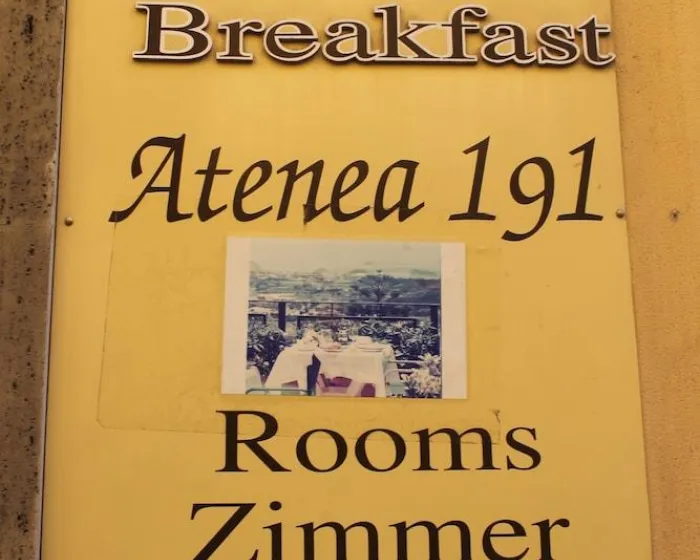 Breakfast
Atenea 191
Rooms
Zimmer